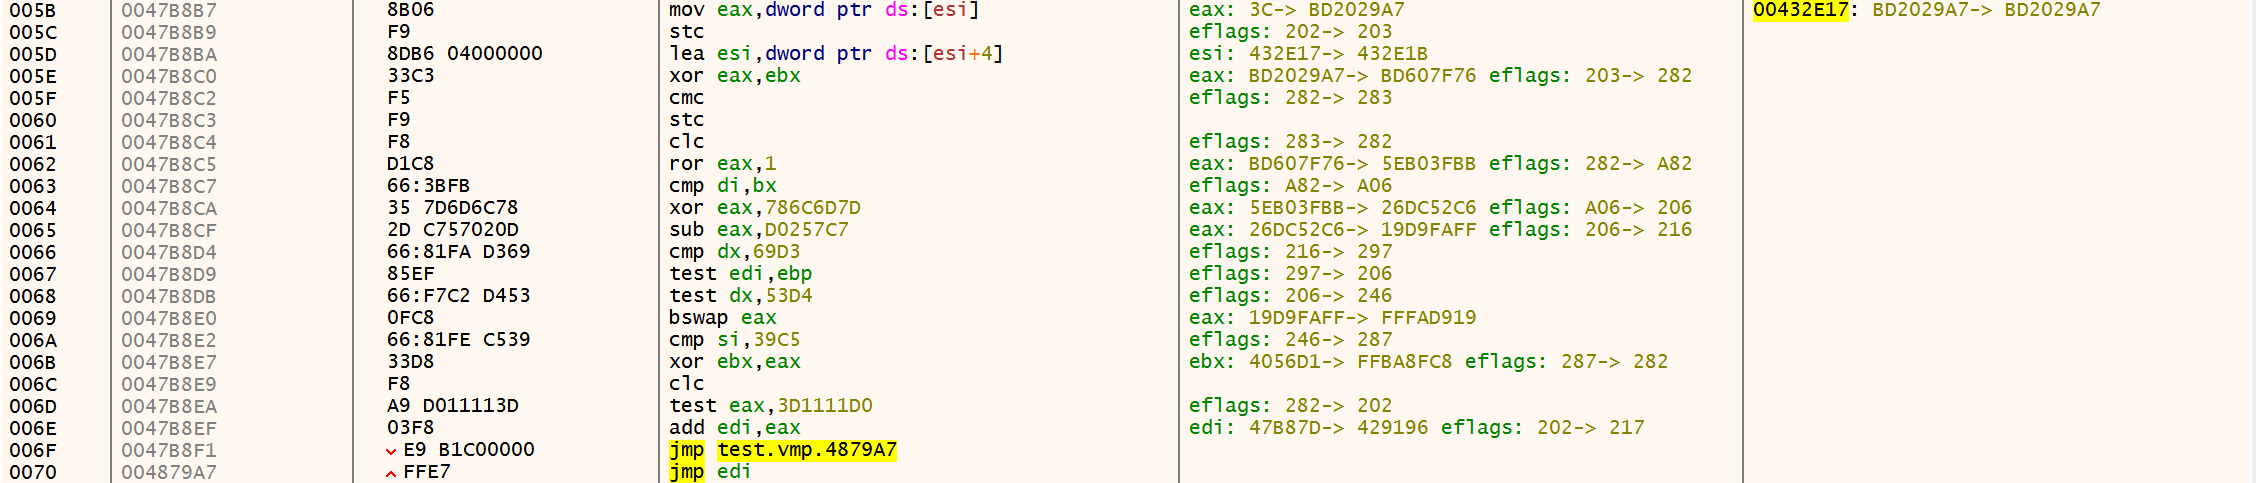 005B 0047B8B7 8B06 mov eax,dword ptr ds:[esi] eax: 3C-> BD2029A7 00432E17: BD2029A7-> BD2029A7
005C 0047B8B9 F9 stc eflags: 202-> 203
005D 0047B8BA 8DB6 04000000 lea esi,dword ptr ds:[esi+4] esi: 432E17-> 432E1B
005E 0047B8C0 33C3 xor eax,ebx eax: BD2029A7-> BD607F76 eflags: 203-> 282
005F 0047B8C2 F5 cmc eflags: 282-> 283
0060 0047B8C3 F9 stc
0061 0047B8C4 F8 clc eflags: 283-> 282
0062 0047B8C5 D1C8 ror eax,1 eax: BD607F76-> 5EB03FBB eflags: 282-> A82
0063 0047B8C7 66:3BFB cmp di,bx eflags: A82-> A06
0064 0047B8CA 35 7D6D6C78 xor eax,786C6D7D eax: 5EB03FBB-> 26DC52C6 eflags: A06-> 206
0065 0047B8CF 2D C757020D sub eax,D0257C7 eax: 26DC52C6-> 19D9FAFF eflags: 206-> 216
0066 0047B8D4 66:81FA D369 cmp dx,69D3 eflags: 216-> 297
0067 0047B8D9 85EF test edi,ebp eflags: 297-> 206
0068 0047B8DB 66:F7C2 D453 test dx,53D4 eflags: 206-> 246
0069 0047B8E0 0FC8 bswap eax eax: 19D9FAFF-> FFFAD919
006A 0047B8E2 66:81FE C539 cmp si,39C5 eflags: 246-> 287
006B 0047B8E7 33D8 xor ebx,eax ebx: 4056D1-> FFBA8FC8 eflags: 287-> 282
006C 0047B8E9 F8 clc
006D 0047B8EA A9 D011113D test eax,3D1111D0 eflags: 282-> 202
006E 0047B8EF 03F8 add edi,eax edi: 47B87D-> 429196 eflags: 202-> 217
006F 0047B8F1 E9 B1C00000 jmp test.vmp.4879A7
0070 004879A7 FFE7 jmp edi